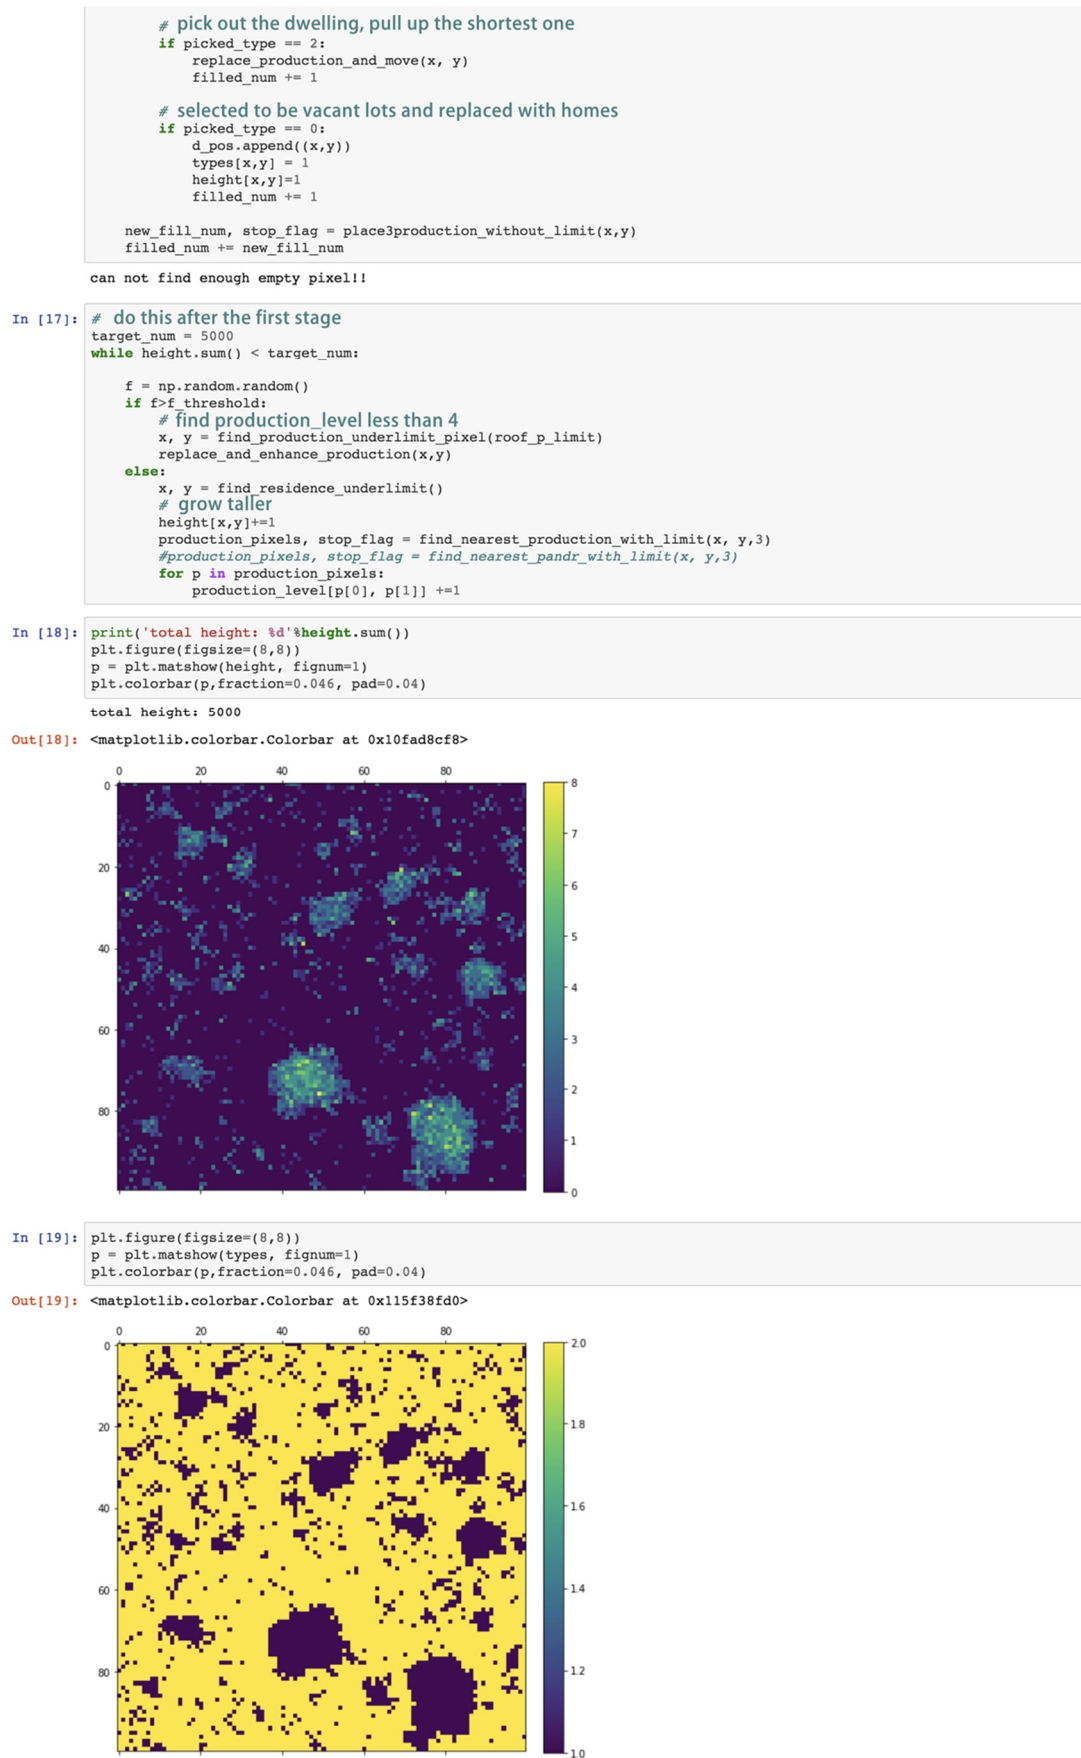 # pick out the dwelling, pull up the shortest one
if picked_type == 2:
replace_production_and_move(x, y)
filled_num += 1
# selected to be vacant lots and replaced with homes
if picked_type == 0:
d_pos.append((x,y))
types[x,y] = 1
height[x,y]=1
filled_num += 1
new_fill_num, stop_flag = place3production_without_limit(x,y)
filled_num += new_fill_num
can not find enough empty pixel!!
In [17]: # do this after the first stage
target_num = 5000
while height.sum() < target_num:
f = np.random.random()
if f>f_threshold:
# find production_level less than 4
x, y = find_production_underlimit_pixel(roof_p_limit)
replace_and_enhance_production(x,y)
else:
x, y = find_residence_underlimit()
# grow taller
height[x,y]+=1
production_pixels, stop_flag = find_nearest_production_with_limit(x, y,3)
#production_pixels, stop_flag = find_nearest_pandr_with_limit(x, y,3)
for p in production_pixels:
production_level[p[0], p[1]] +=1
In [18]: print('total height: %d'%height.sum())
plt.figure(figsize=(8,8))
p = plt.matshow(height, fignum=1)
plt.colorbar(p,fraction=0.046, pad=0.04)
total height: 5000
Out[18]: <matplotlib.colorbar.Colorbar at 0x10fad8cf8>
0 20 40 60 80
0
20
40
60
80
8
7
6
5
4
3
2
1
0
In [19]: plt.figure(figsize=(8,8))
p = plt.matshow(types, fignum=1)
plt.colorbar(p,fraction=0.046, pad=0.04)
Out[19]: <matplotlib.colorbar.Colorbar at 0x115f38fd0>
0 20 40 60 80
0
20
40
60
80
2.0
1.8
1.6
1.4
1.2
1.0